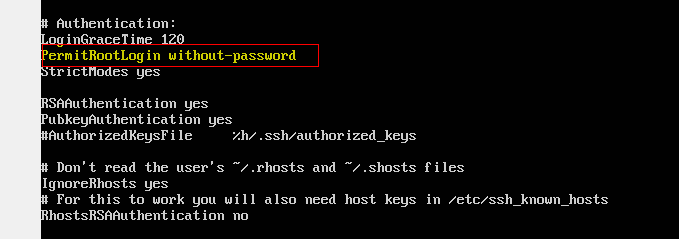 # Authentication:
LoginGraceTime 120
PermitRootLogin without-password
StrictModes yes
RSAAuthentication yes
PubkeyAuthentication yes
#AuthorizedKeysFile %h/.ssh/authorized_keys
# Don't read the user's ~/.rhosts and ~/.shosts files
IgnoreRhosts yes
# For this to work you will also need host keys in /etc/ssh_known_hosts
RhostsRSAAuthentication no